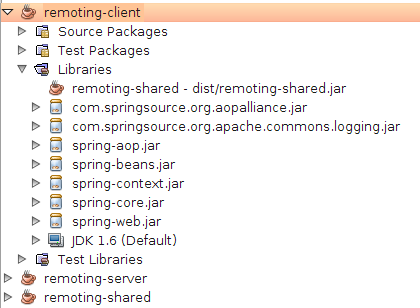 remoting-client
Source Packages
Test Packages
Libraries
remoting-shared - dist/remoting-shared.jar
com.springsource.org.aopalliance.jar
com.springsource.org.apache.commons.logging.jar
spring-aop.jar
spring-beans.jar
spring-context.jar
spring-core.jar
spring-web.jar
JDK 1.6 (Default)
Test Libraries
remoting-server
remoting-shared